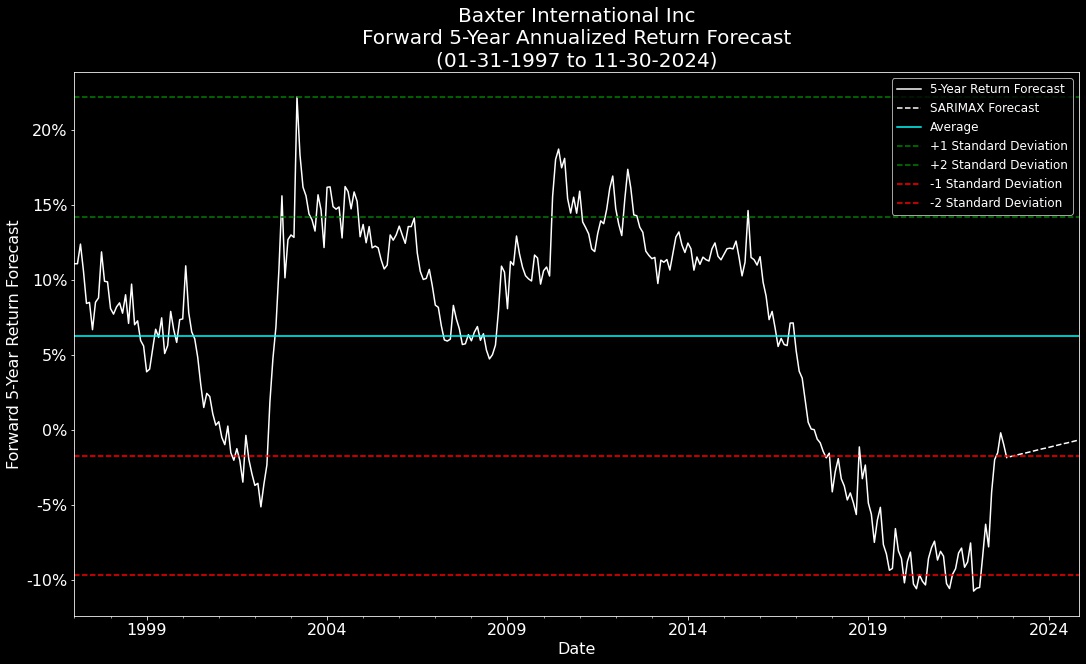 Baxter International Inc
Forward 5-Year Annualized Return Forecast
(01-31-1997 to 11-30-2024)
5-Year Return Forecast
SARIMAX Forecast
Average
+1 Standard Deviation
+2 Standard Deviation
-1 Standard Deviation
-2 Standard Deviation
Forward 5-Year Return Forecast
20%
15%
10%
5%
0%
-5%
-10%
1999
2004
2009
2014
2019
2024
Date